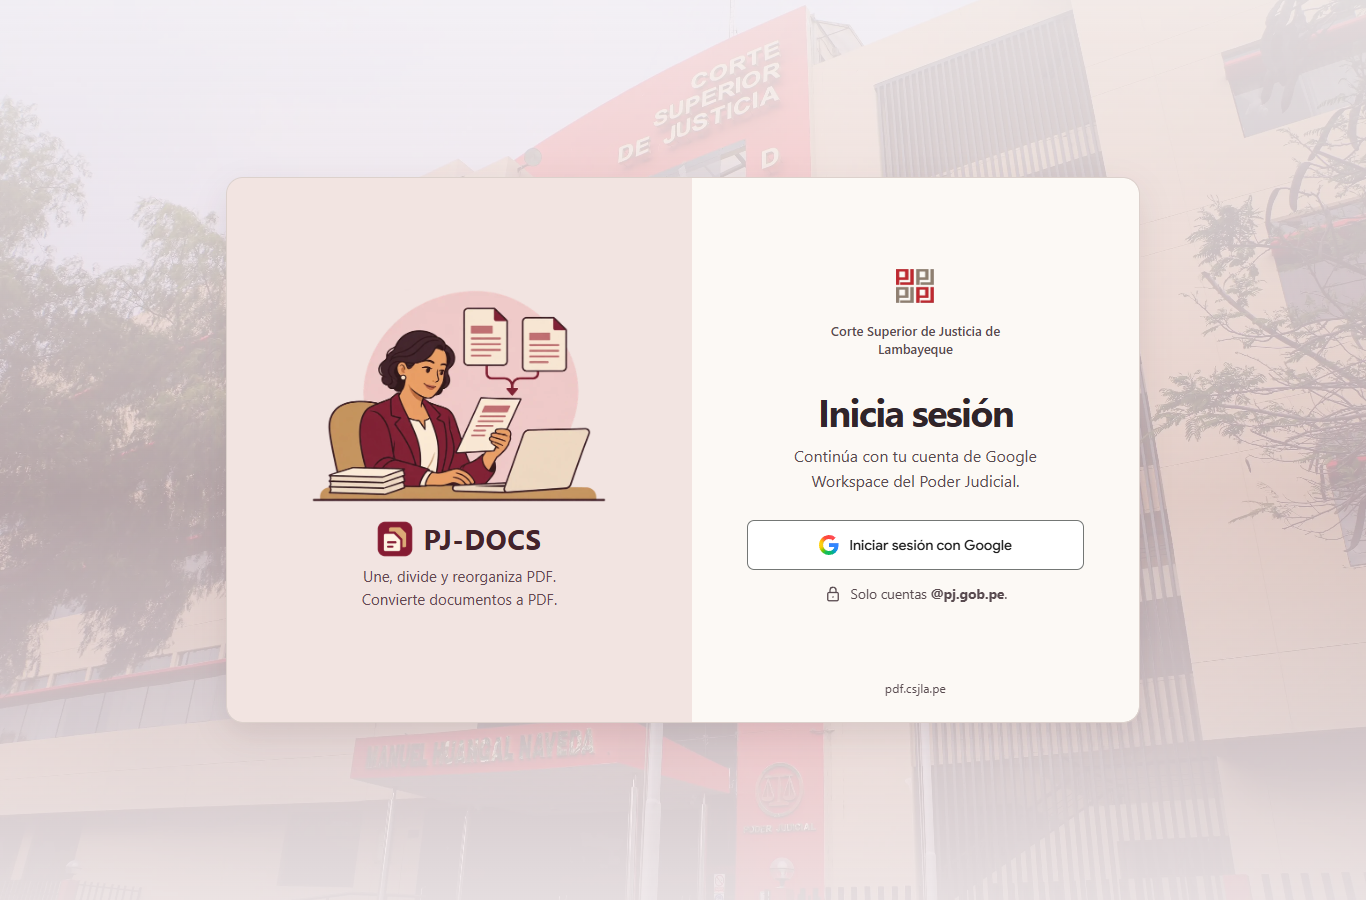 CORTE
SUPERIOR
DE JUSTICIA
D
PJ-DOCS
Une, divide y reorganiza PDF.
Convierte documentos a PDF.
Corte Superior de Justicia de
Lambayeque
Inicia sesión
Continúa con tu cuenta de Google
Workspace del Poder Judicial.
Iniciar sesión con Google
Solo cuentas @pj.gob.pe.
pdf.csjla.pe
PODER JUDICIAL